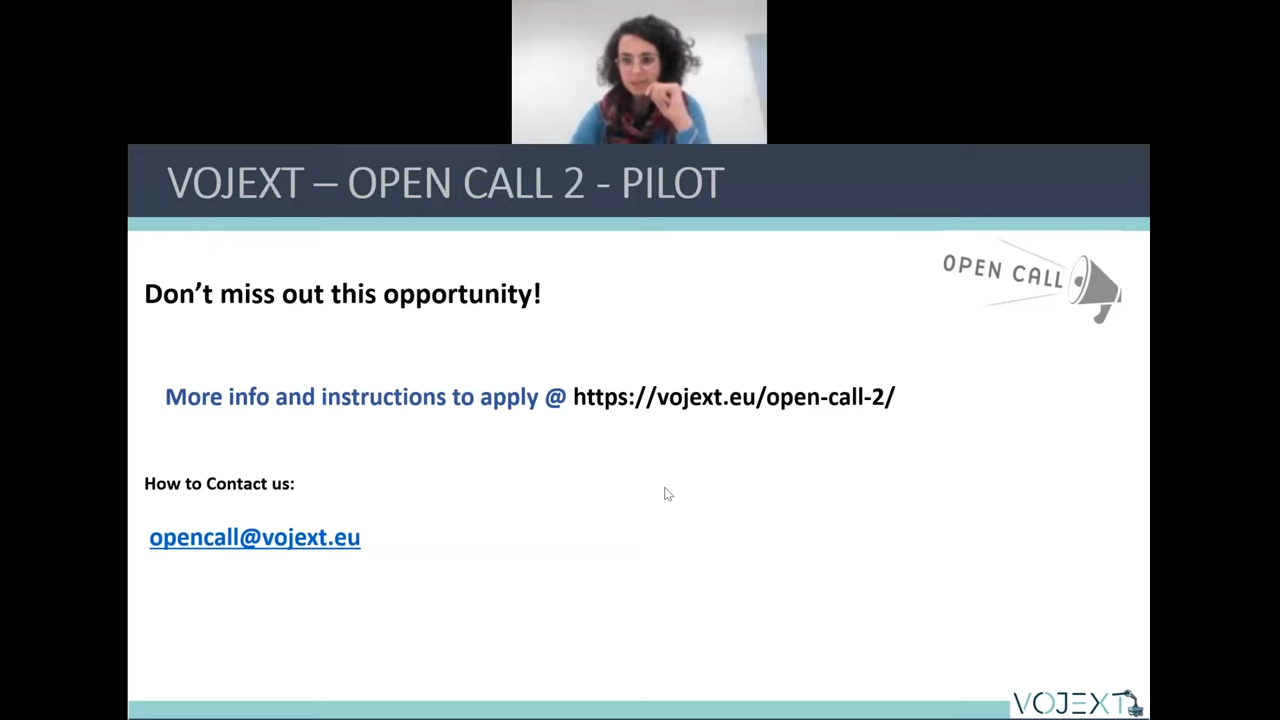 VOJEXT – OPEN CALL 2 - PILOT
OPEN CALL
Don’t miss out this opportunity!
More info and instructions to apply @ https://vojext.eu/open-call-2/
How to Contact us:
opencall@vojext.eu
VOJEXT